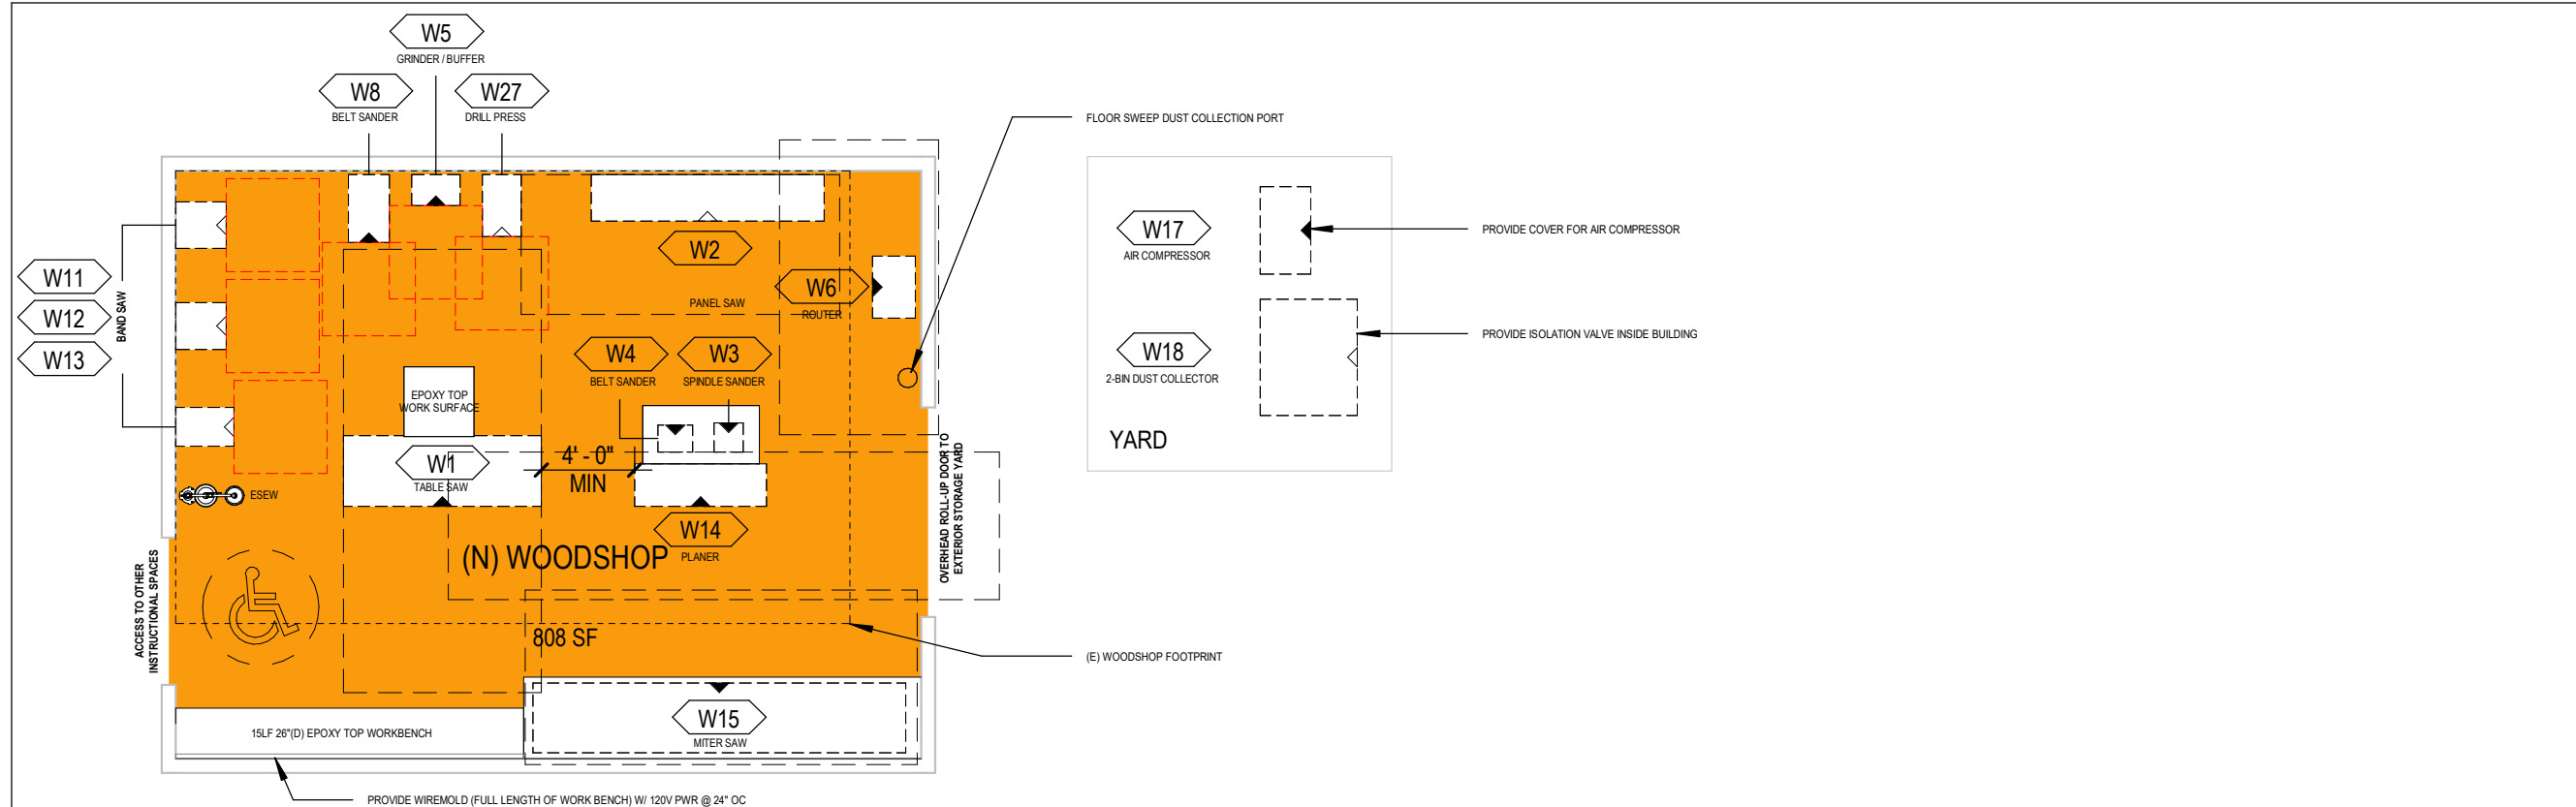 W5
GRINDER / BUFFER
W8
BELT SANDER
W27
DRILL PRESS
FLOOR SWEEP DUST COLLECTION PORT
W2
PANEL SAW
W6
ROUTER
W11
W12
W13
BAND SAW
W4
BELT SANDER
W3
SPINDLE SANDER
EPOXY TOP
WORK SURFACE
W1
TABLE SAW
4' - 0"
MIN
ESEW
W14
PLANER
(N) WOODSHOP
808 SF
ACCESS TO OTHER
INSTRUCTIONAL SPACES
OVERHEAD ROLL-UP DOOR TO
EXTERIOR STORAGE YARD
W17
AIR COMPRESSOR
PROVIDE COVER FOR AIR COMPRESSOR
W18
2-BIN DUST COLLECTOR
PROVIDE ISOLATION VALVE INSIDE BUILDING
YARD
(E) WOODSHOP FOOTPRINT
15LF 26"(D) EPOXY TOP WORKBENCH
W15
MITER SAW
PROVIDE WIREMOLD (FULL LENGTH OF WORK BENCH) W/ 120V PWR @ 24" OC